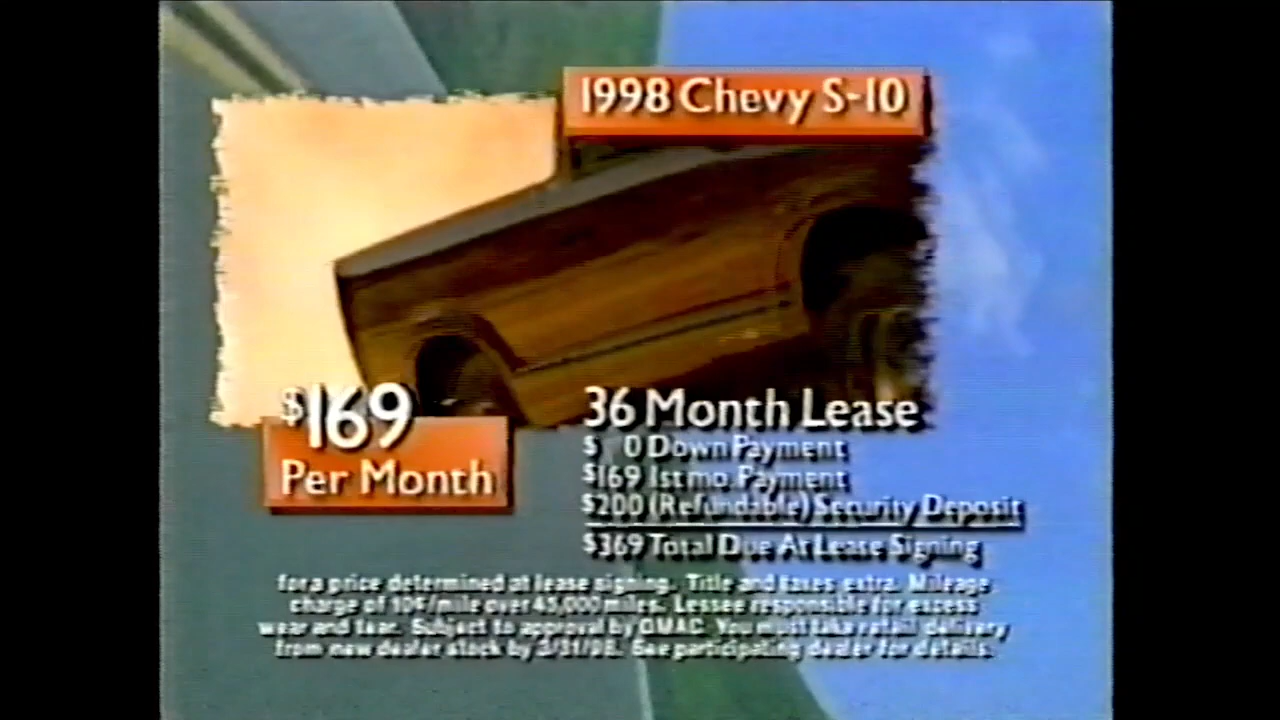 1998 Chevy S-10
$169
Per Month
36 Month Lease
$ 0 Down Payment
$169 1st mo. Payment
$200 (Refundable) Security Deposit
$369 Total Due At Lease Signing
for a price determined at lease signing. Title and taxes extra. Mileage
charge of 10¢/mile over 45,000 miles. Lessee responsible for excess
wear and tear. Subject to approval by GMAC. You must take retail delivery
from new dealer stock by 3/31/98. See participating dealer for details.